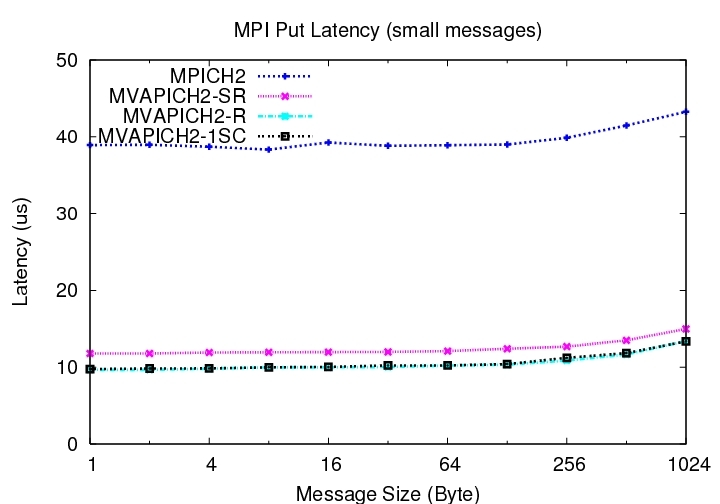 MPI Put Latency (small messages)
50
MPICH2
MVAPICH2-SR
MVAPICH2-R
MVAPICH2-1SC
40
30
20
10
0
Latency (us)
1 4 16 64 256 1024
Message Size (Byte)